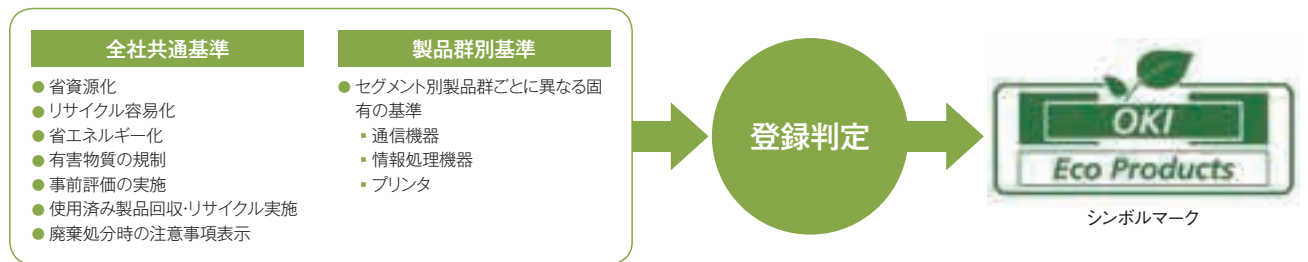 全社共通基準
● 省資源化
● リサイクル容易化
● 省エネルギー化
● 有害物質の規制
● 事前評価の実施
● 使用済み製品回収・リサイクル実施
● 廃棄処分時の注意事項表示
製品群別基準
● セグメント別製品群ごとに異なる固
有の基準
▪ 通信機器
▪ 情報処理機器
▪ プリンタ
登録判定
OKI
Eco Products
シンボルマーク